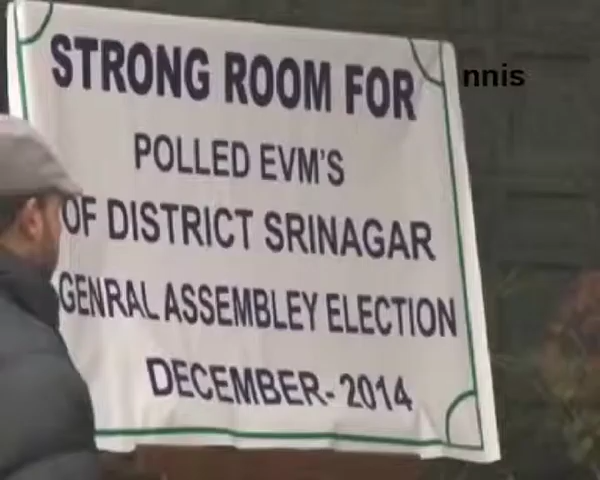 STRONG ROOM FOR
nnis
POLLED EVM'S
OF DISTRICT SRINAGAR
GENRAL ASSEMBLEY ELECTION
DECEMBER- 2014